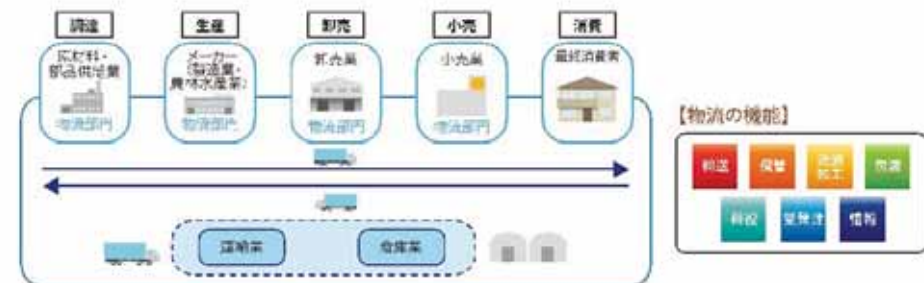 調達
生産
卸売
小売
消費
原材料・
部品供給業
メーカー
(製造業・
農林水産業)
卸売業
小売業
最終消費者
物流部門
物流部門
物流部門
物流部門
【物流の機能】
輸送
保管
流通
加工
包装
荷役
受発注
情報
運輸業
倉庫業